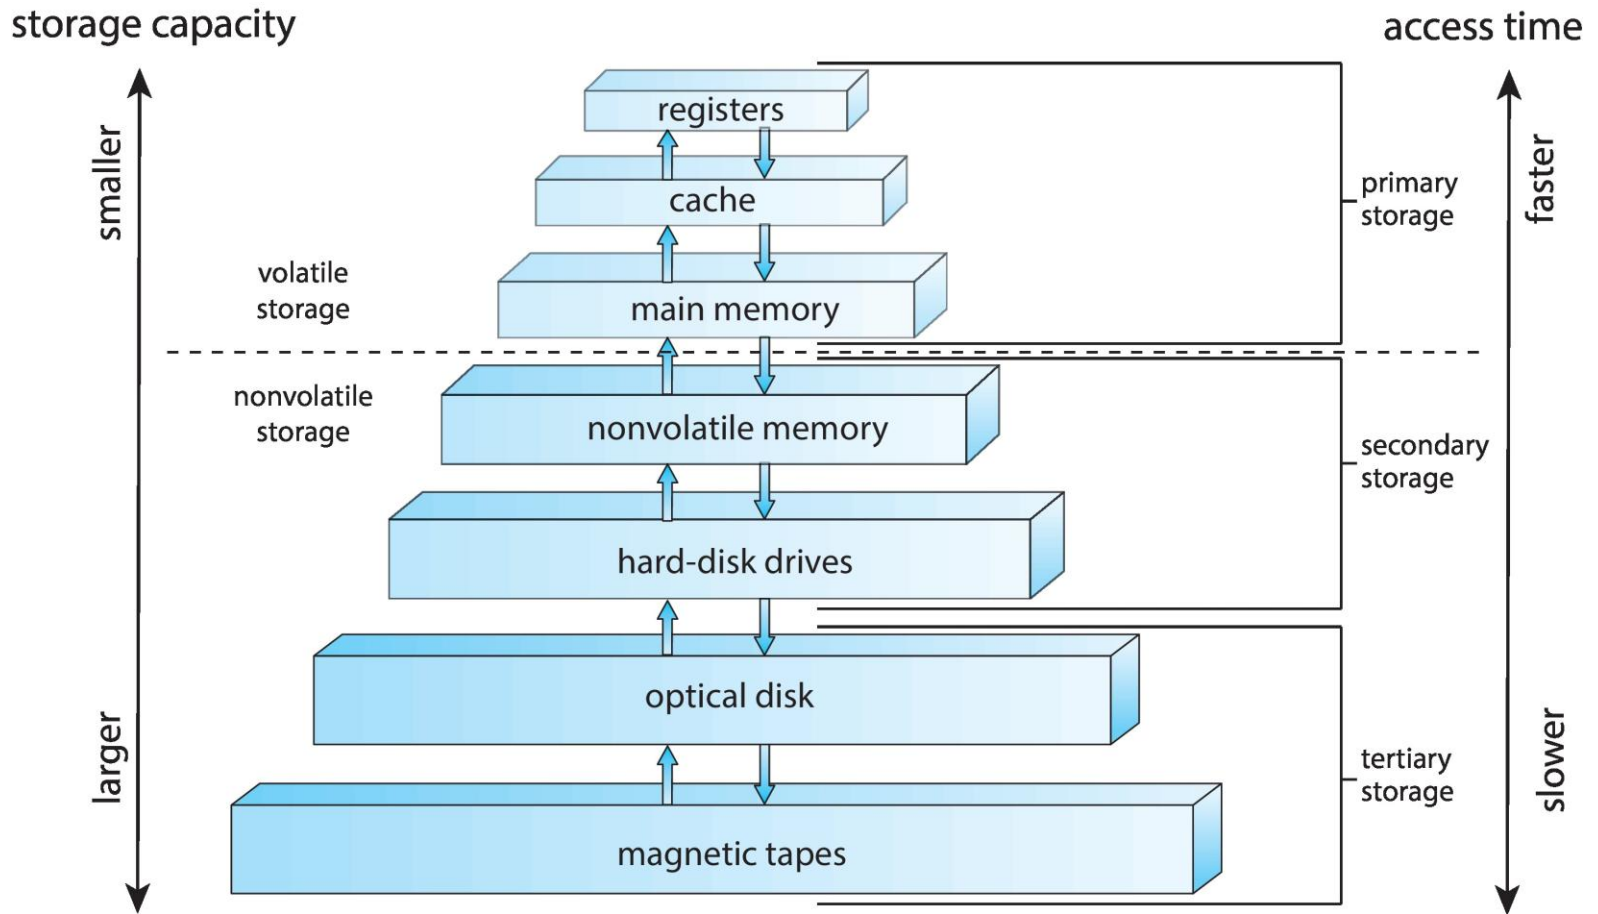 storage capacity
access time
registers
smaller
faster
primary
storage
cache
volatile
storage
main memory
nonvolatile
storage
nonvolatile memory
secondary
storage
hard-disk drives
optical disk
larger
slower
tertiary
storage
magnetic tapes